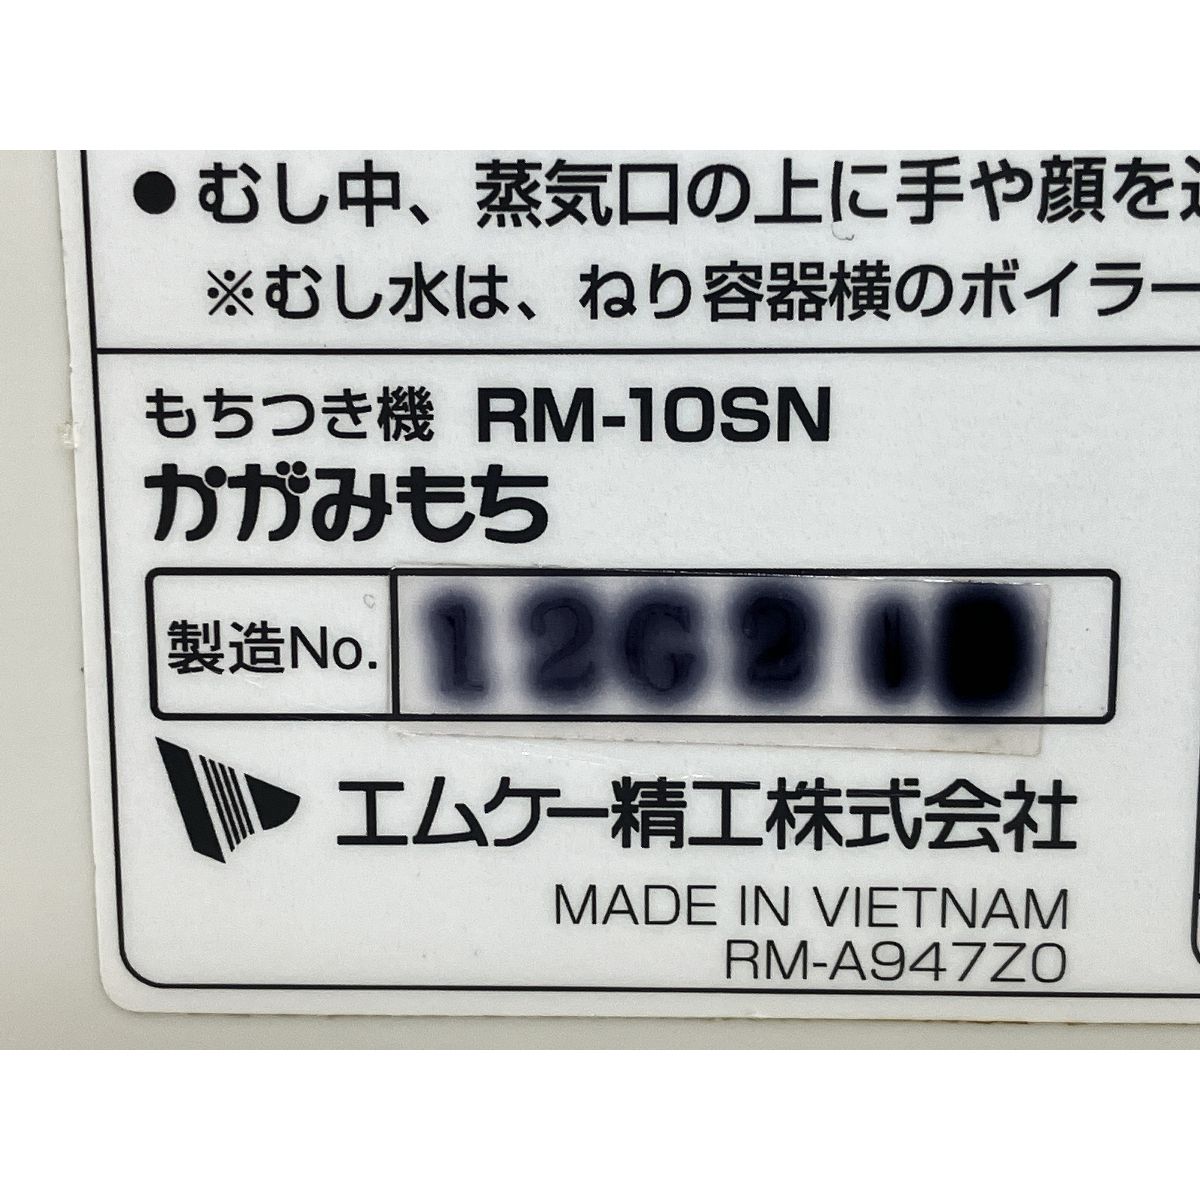 ●むし中、蒸気口の上に手や顔を近
※むし水は、ねり容器横のボイラー
もちつき機 RM-10SN
かがみもち
製造No. 12G21
エムケー精工株式会社
MADE IN VIETNAM
RM-A947Z0